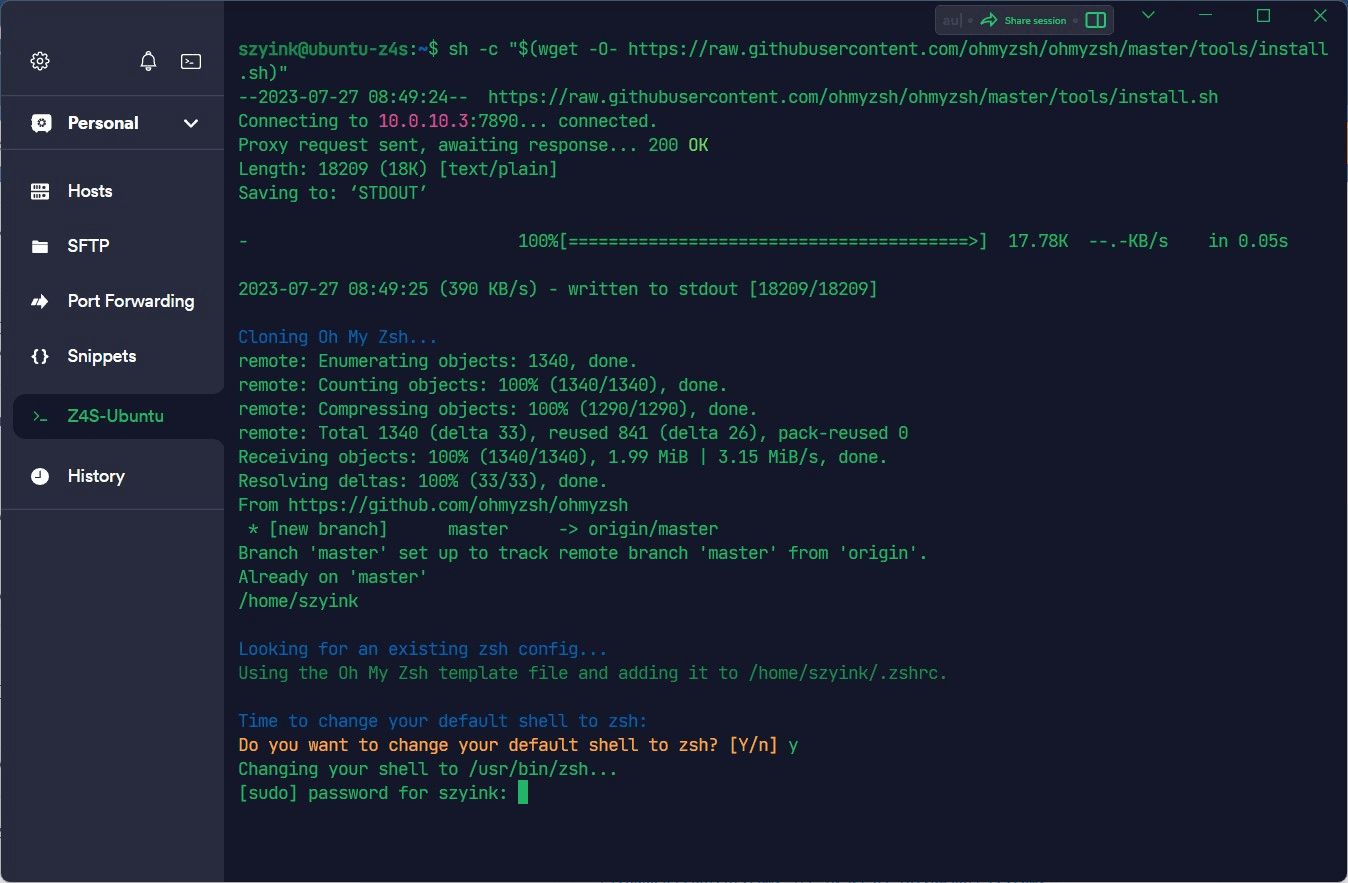 au|
Share session
Personal
Hosts
SFTP
Port Forwarding
Snippets
Z4S-Ubuntu
History
szyink@ubuntu-z4s:~$ sh -c "$(wget -O- https://raw.githubusercontent.com/ohmyzsh/ohmyzsh/master/tools/install
.sh)"
--2023-07-27 08:49:24--  https://raw.githubusercontent.com/ohmyzsh/ohmyzsh/master/tools/install.sh
Connecting to 10.0.10.3:7890... connected.
Proxy request sent, awaiting response... 200 OK
Length: 18209 (18K) [text/plain]
Saving to: ‘STDOUT’
-                           100%[========================================>]  17.78K  --.-KB/s    in 0.05s
2023-07-27 08:49:25 (390 KB/s) - written to stdout [18209/18209]
Cloning Oh My Zsh...
remote: Enumerating objects: 1340, done.
remote: Counting objects: 100% (1340/1340), done.
remote: Compressing objects: 100% (1290/1290), done.
remote: Total 1340 (delta 33), reused 841 (delta 26), pack-reused 0
Receiving objects: 100% (1340/1340), 1.99 MiB | 3.15 MiB/s, done.
Resolving deltas: 100% (33/33), done.
From https://github.com/ohmyzsh/ohmyzsh
 * [new branch]      master     -> origin/master
Branch 'master' set up to track remote branch 'master' from 'origin'.
Already on 'master'
/home/szyink
Looking for an existing zsh config...
Using the Oh My Zsh template file and adding it to /home/szyink/.zshrc.
Time to change your default shell to zsh:
Do you want to change your default shell to zsh? [Y/n] y
Changing your shell to /usr/bin/zsh...
[sudo] password for szyink: